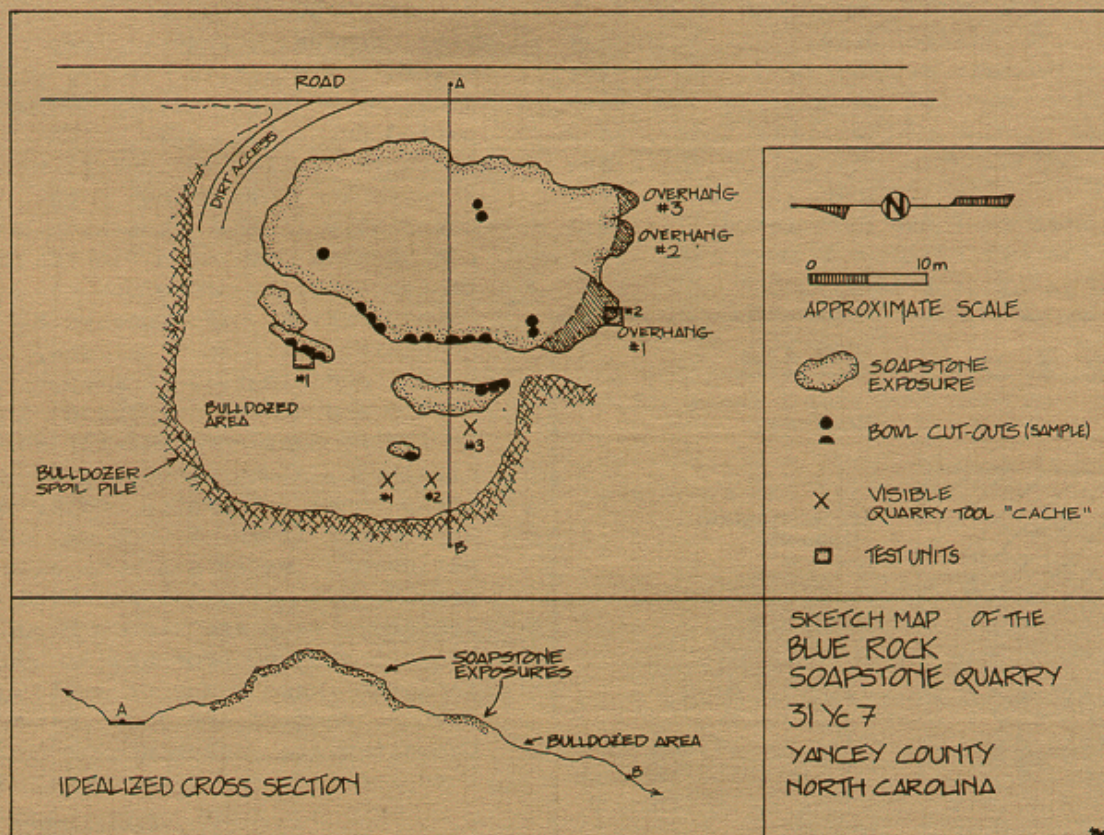 ROAD
A
DIRT ACCESS
OVERHANG
#3
OVERHANG
#2
#2
OVERHANG
#1
#1
BULLDOZED
AREA
#3
BULLDOZER
SPOIL PILE
#1
#2
B
N
0
10m
APPROXIMATE SCALE
SOAPSTONE
EXPOSURE
BOWL CUT-OUTS (SAMPLE)
VISIBLE
QUARRY TOOL "CACHE"
TEST UNITS
SOAPSTONE
EXPOSURES
A
BULLDOZED AREA
B
IDEALIZED CROSS SECTION
SKETCH MAP OF THE
BLUE ROCK
SOAPSTONE QUARRY
31 Yc 7
YANCEY COUNTY
NORTH CAROLINA